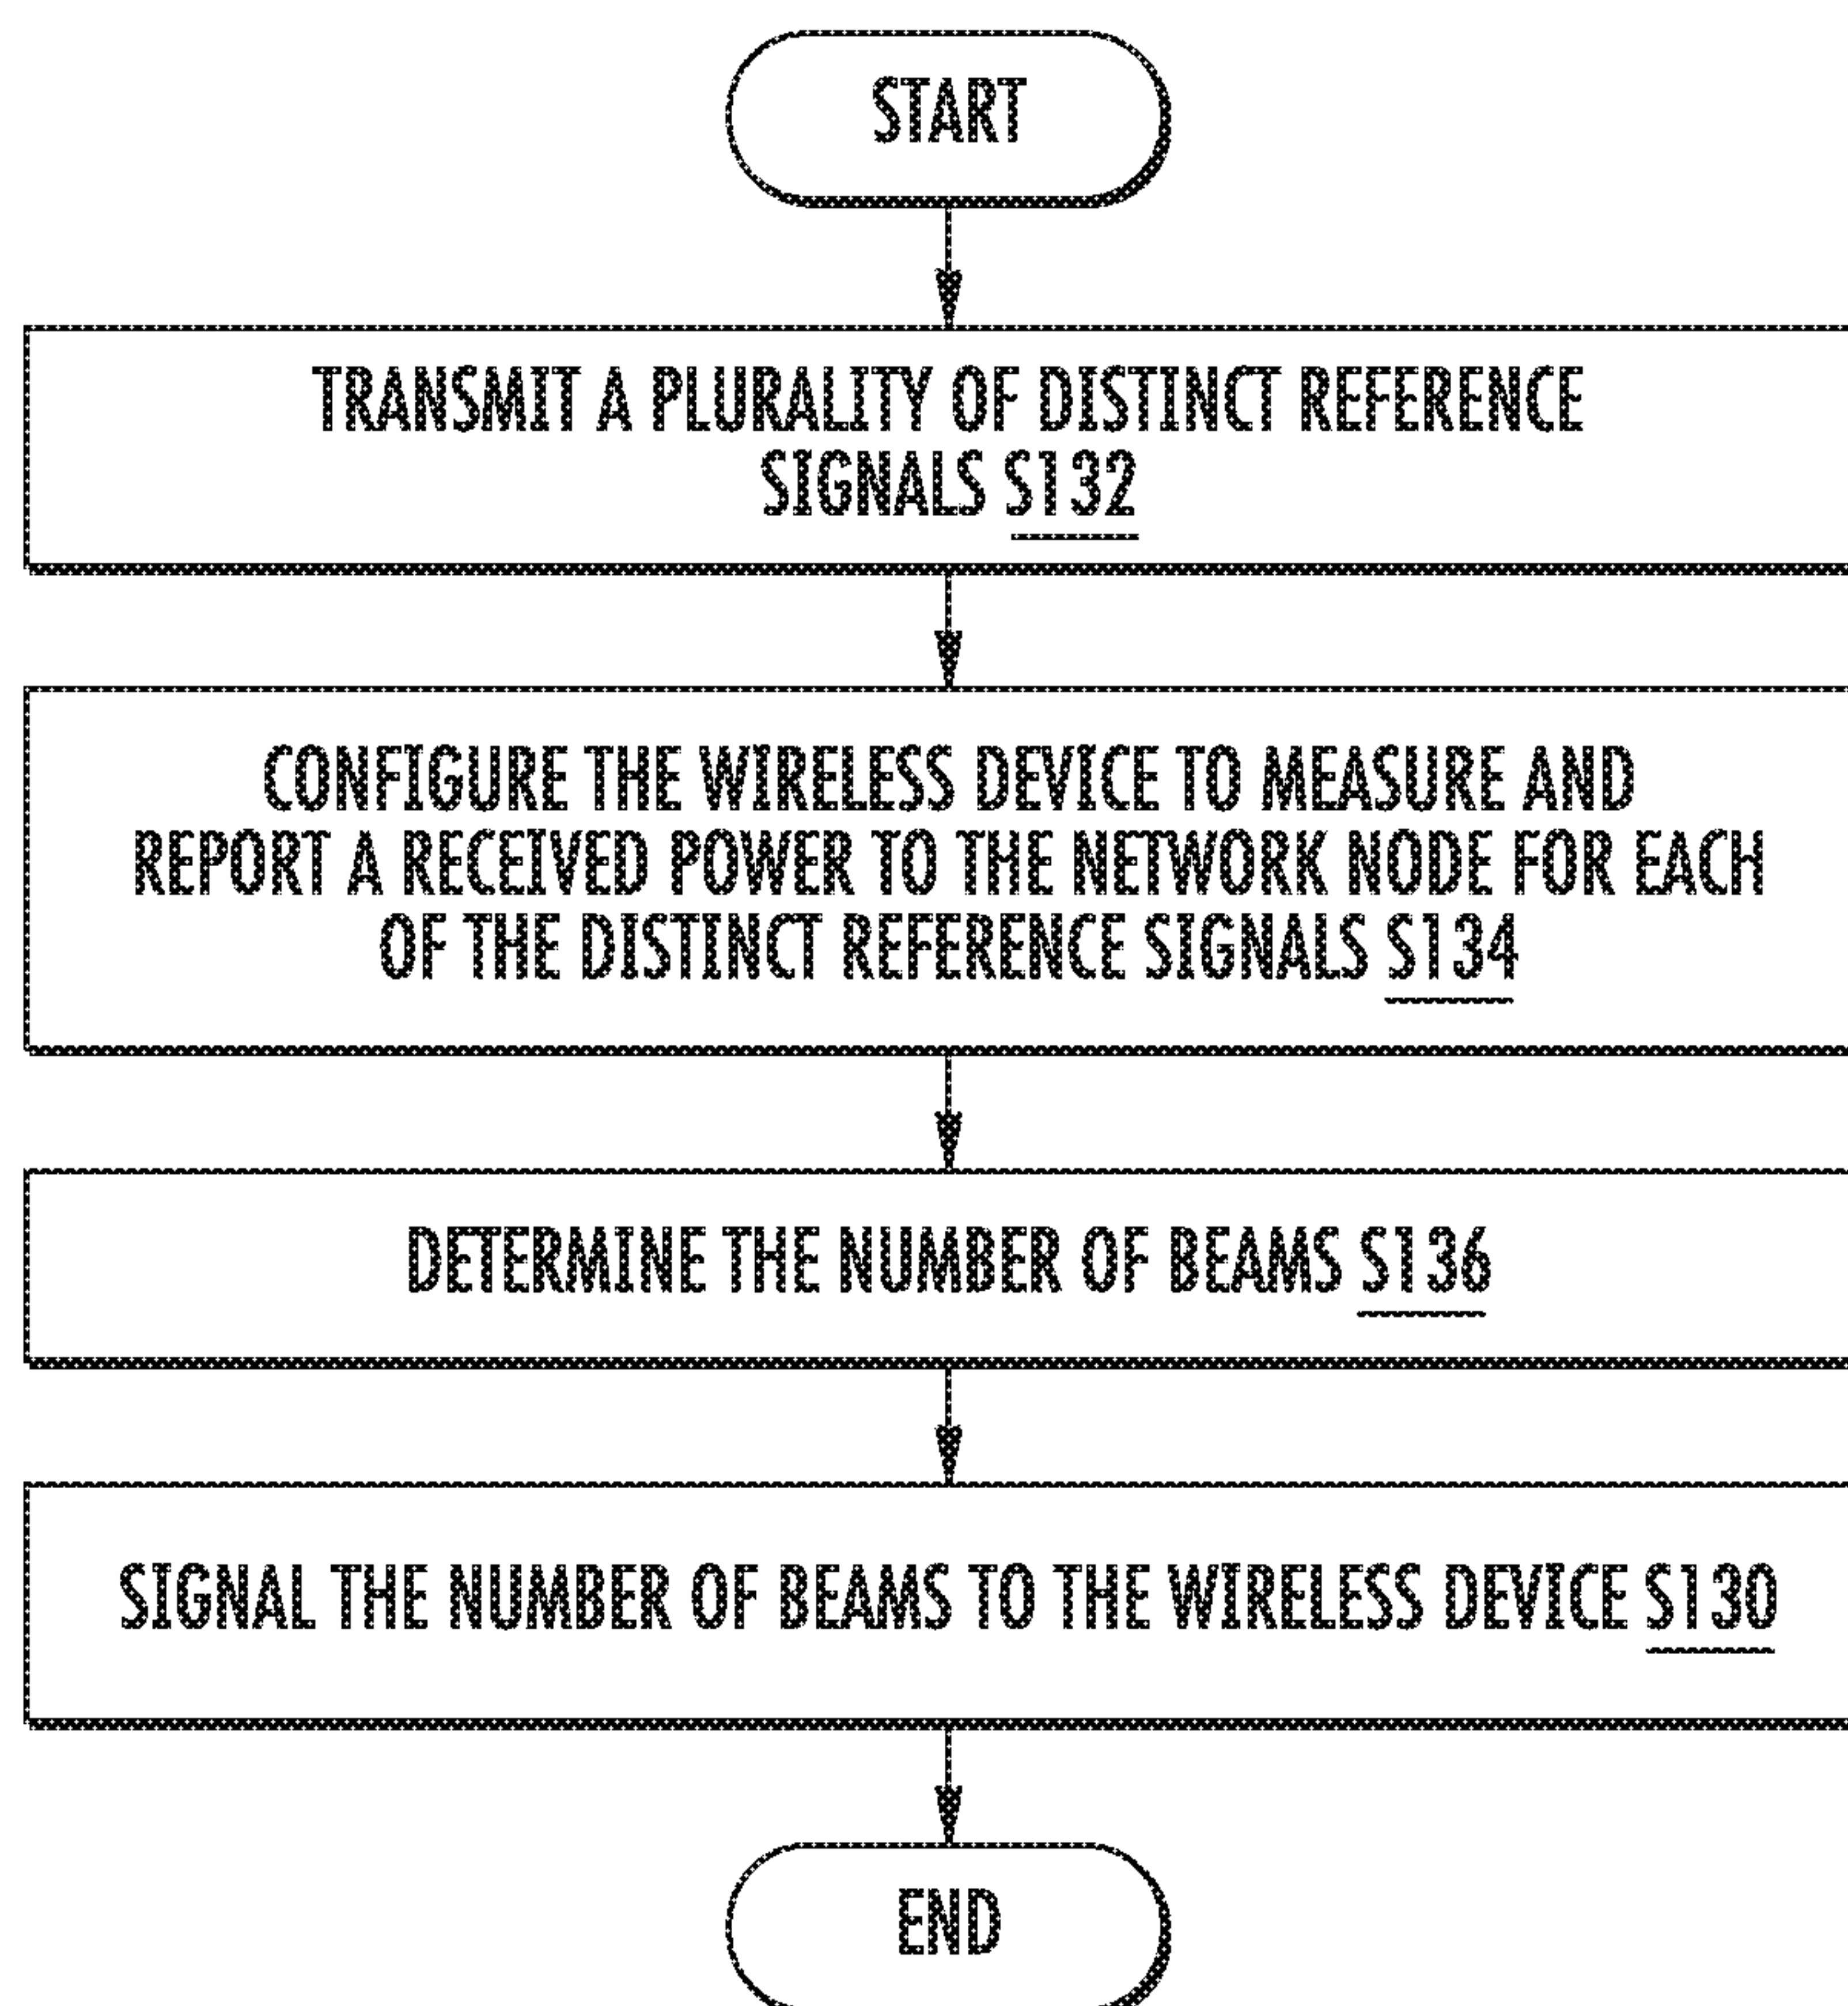 START
TRANSMIT A PLURALITY OF DISTINCT REFERENCE
SIGNALS S132
CONFIGURE THE WIRELESS DEVICE TO MEASURE AND
REPORT A RECEIVED POWER TO THE NETWORK NODE FOR EACH
OF THE DISTINCT REFERENCE SIGNALS S134
DETERMINE THE NUMBER OF BEAMS S136
SIGNAL THE NUMBER OF BEAMS TO THE WIRELESS DEVICE S130
END